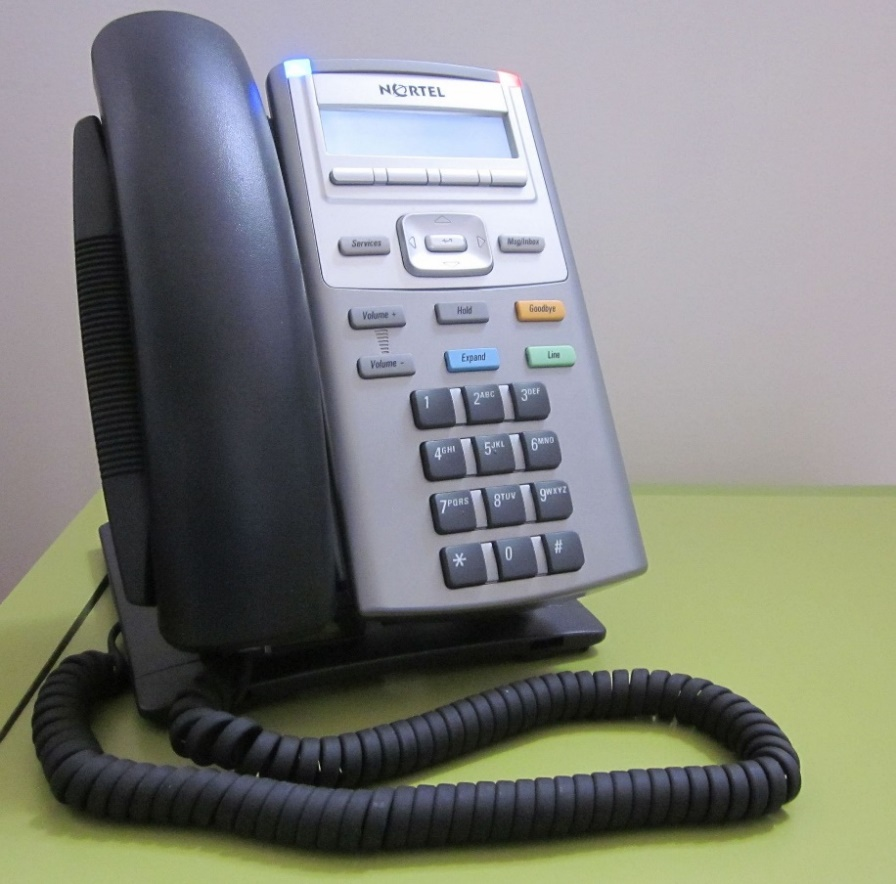 NORTEL
Services
Msg/Inbox
Volume +
Hold
Goodbye
Volume -
Expand
Line
1 2ABC 3DEF
4GHI 5JKL 6MNO
7PQRS 8TUV 9WXYZ
* 0 #